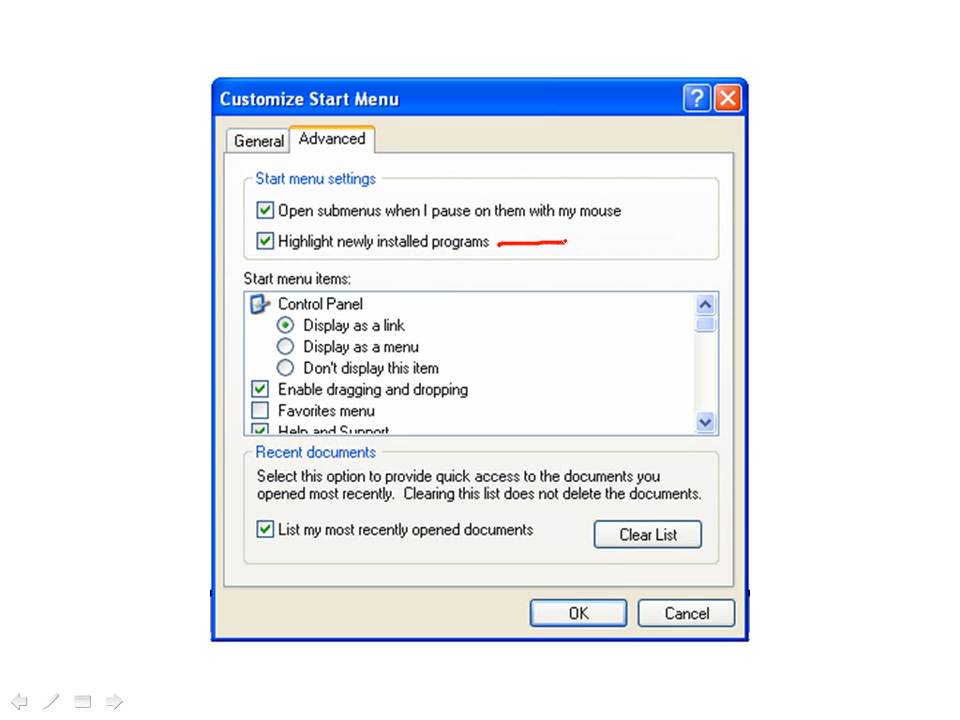 Customize Start Menu
General Advanced
Start menu settings
Open submenus when I pause on them with my mouse
Highlight newly installed programs
Start menu items:
Control Panel
Display as a link
Display as a menu
Don't display this item
Enable dragging and dropping
Favorites menu
Help and Support
Recent documents
Select this option to provide quick access to the documents you
opened most recently. Clearing this list does not delete the documents.
List my most recently opened documents Clear List
OK Cancel